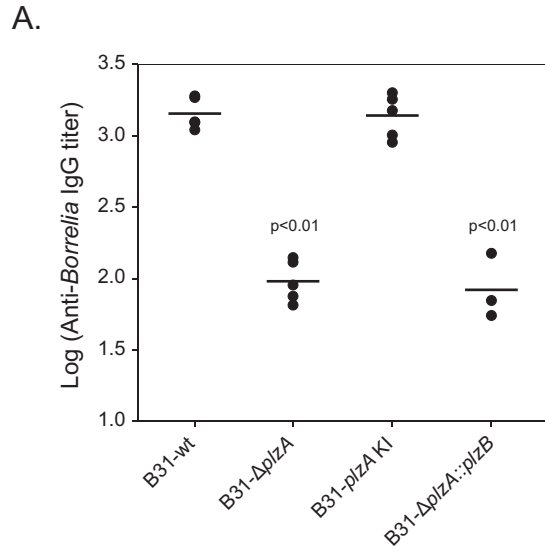 A.
Log (Anti-Borrelia IgG titer)
3.5
3.0
2.5
2.0
1.5
1.0
p<0.01
p<0.01
B31-wt
B31-ΔplzA
B31-plzA KI
B31-ΔplzA::plzB